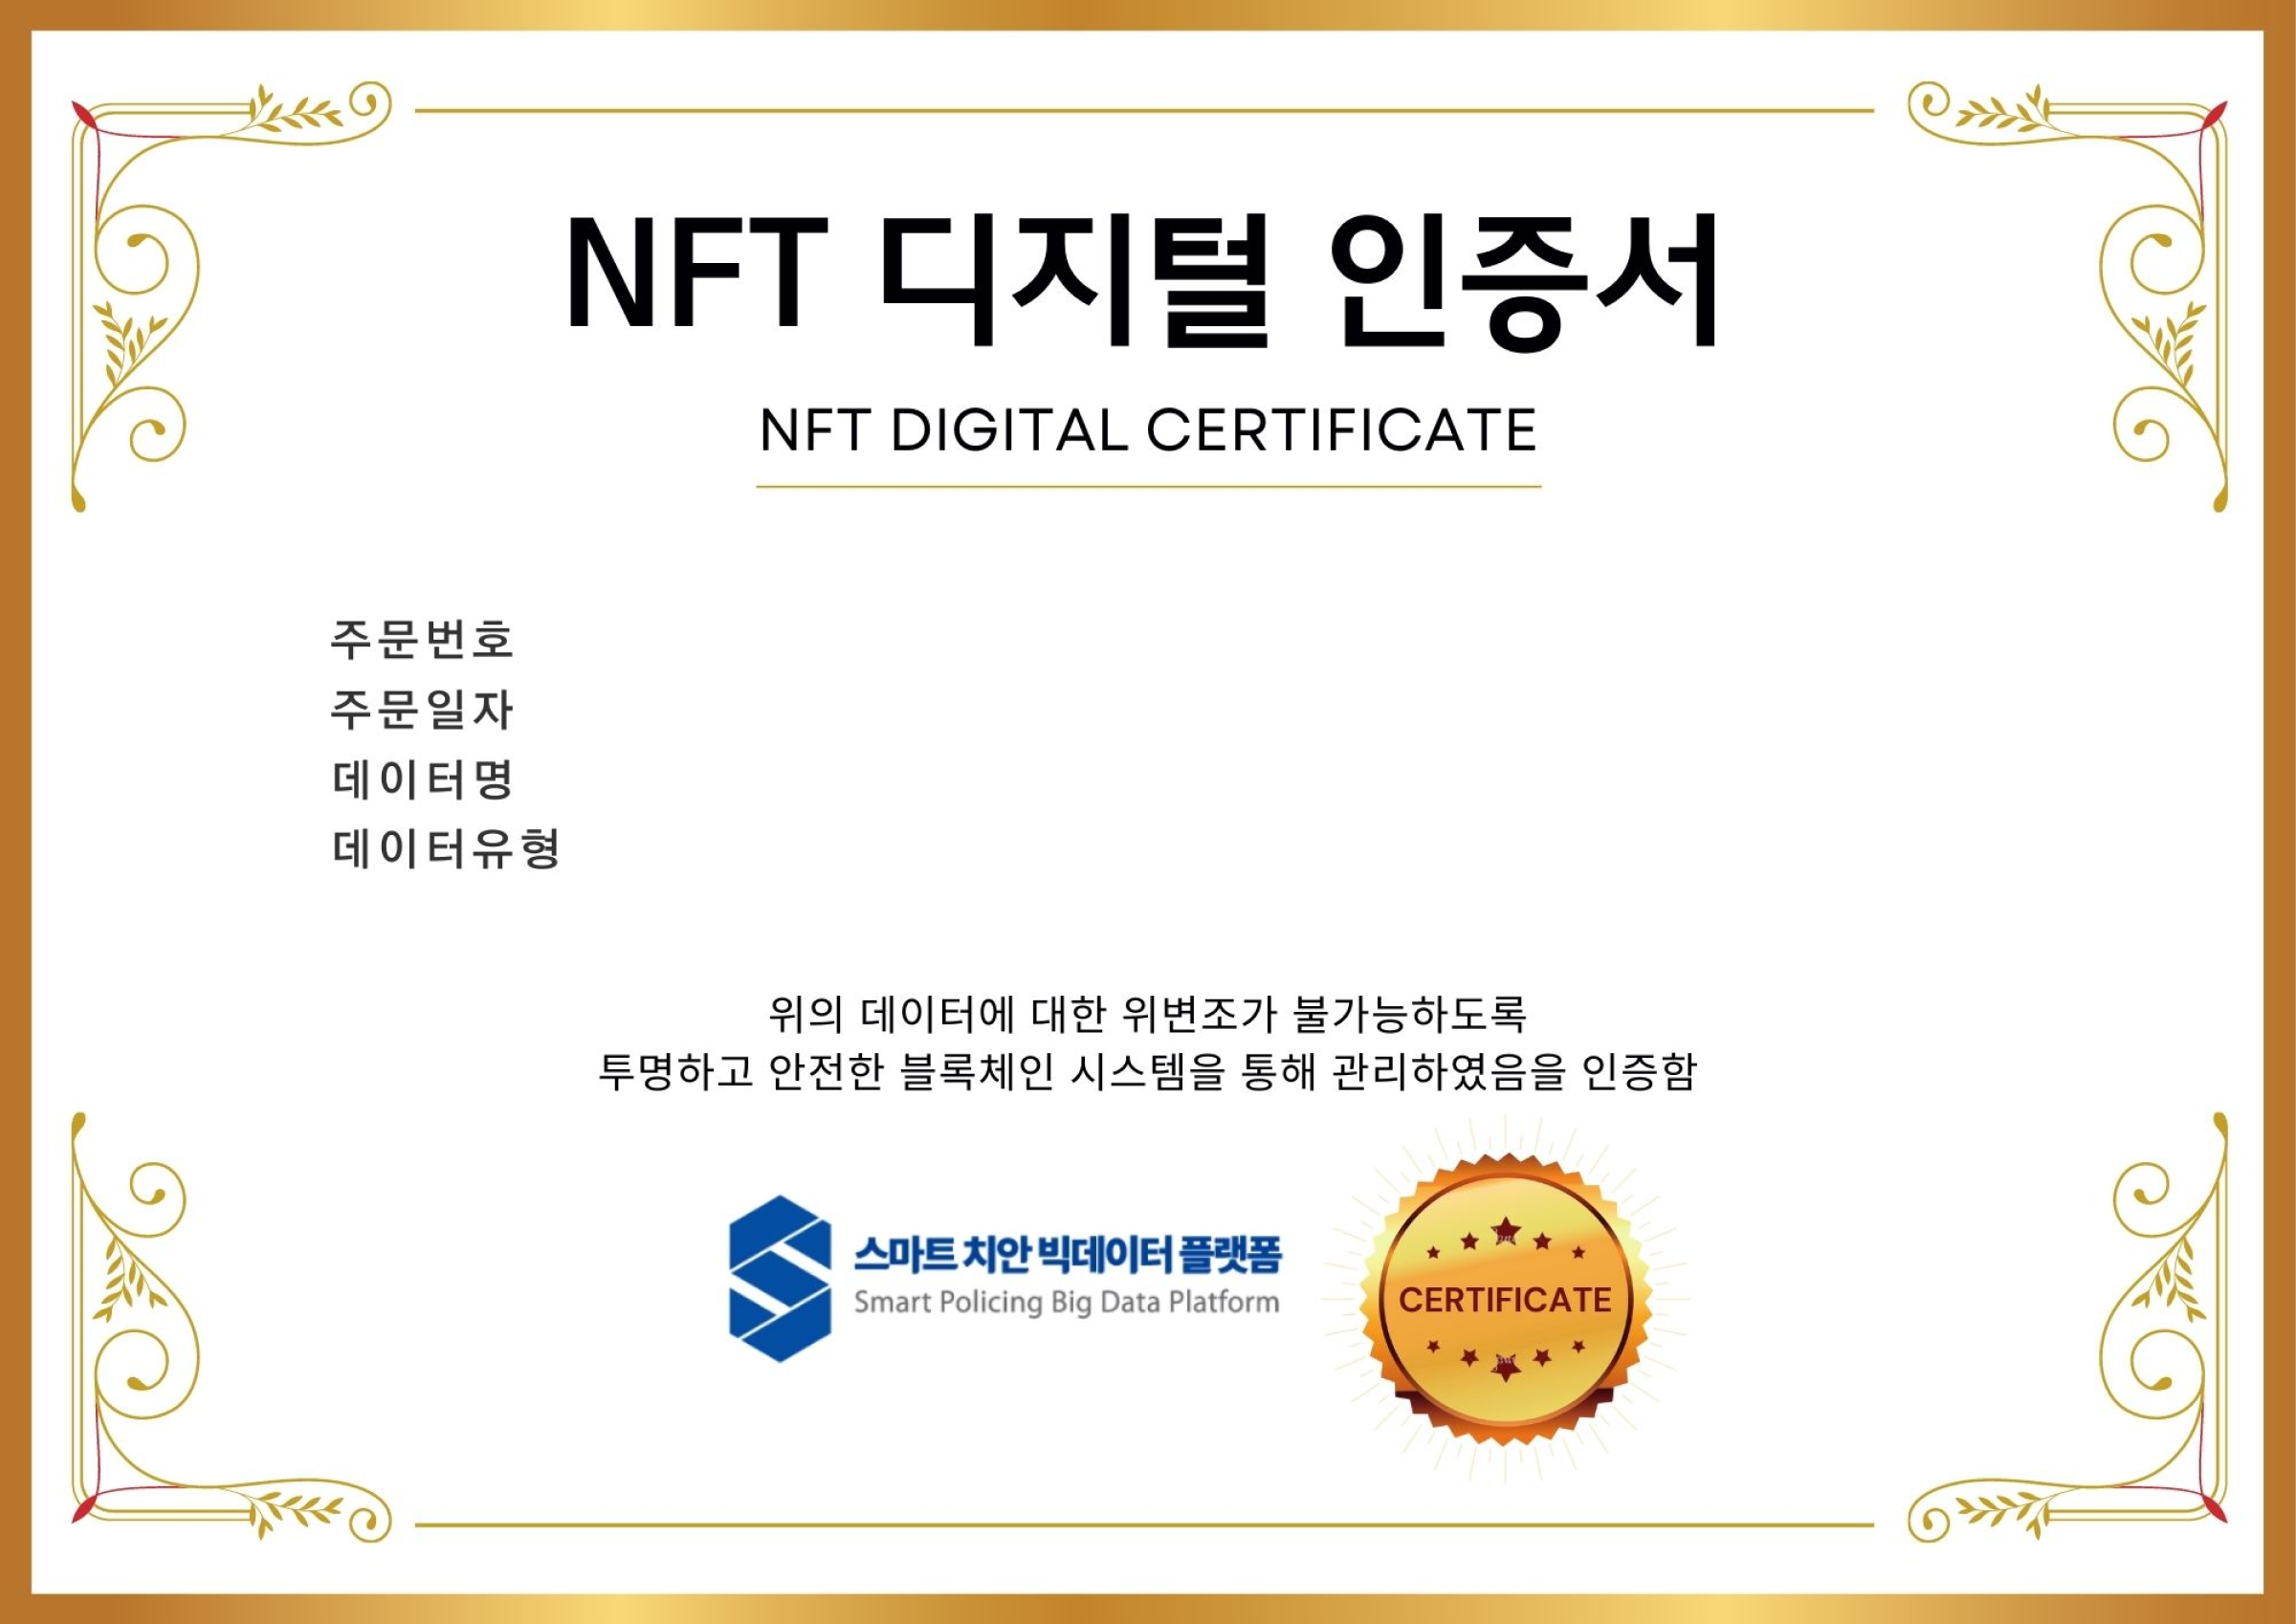 NFT 디지털 인증서
NFT DIGITAL CERTIFICATE
주문번호
주문일자
데이터명
데이터유형
위의 데이터에 대한 위변조가 불가능하도록
투명하고 안전한 블록체인 시스템을 통해 관리하였음을 인증함
스마트 치안 빅데이터 플랫폼
Smart Policing Big Data Platform
CERTIFICATE